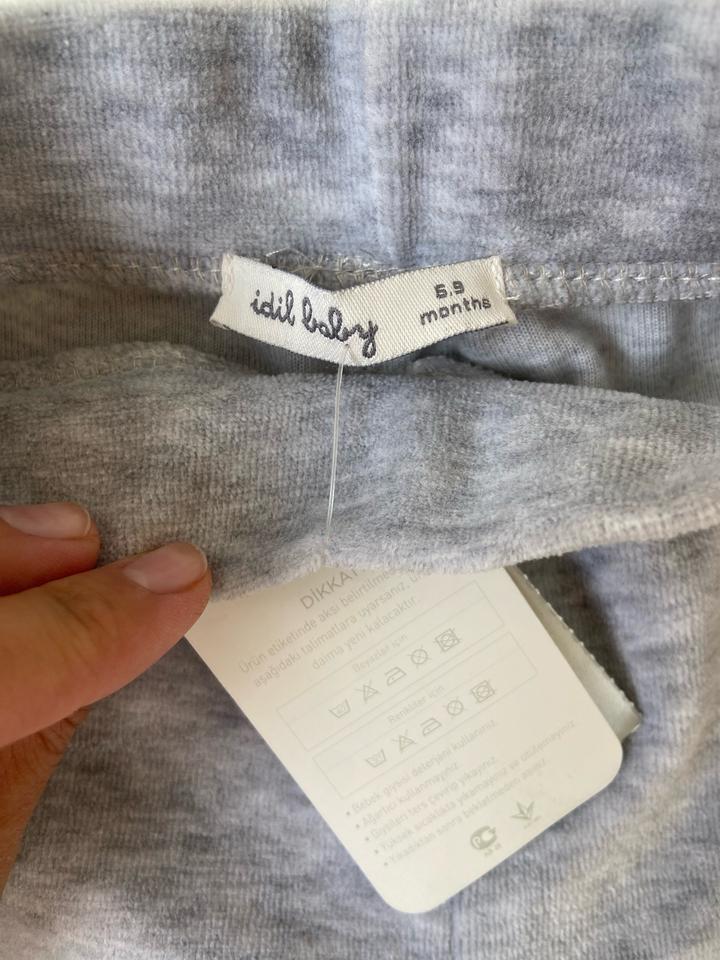 idil baby
6.9
months
DİKKAT
Ürün etiketinde aksi belirtilme
aşağıdaki talimatlara uyarsanız, ü
daima yeni kalacaktır.
Beyazlar için
Renkliler için
• Bebek giysisi deterjanı kullanınız.
• Ağartıcı kullanmayınız.
• Giysileri ters çevirip yıkayınız.
• Yüksek sıcaklıkta yıkamayınız ve ütülemeyiniz.
• Yıkadıktan sonra bekletmeden asınız.